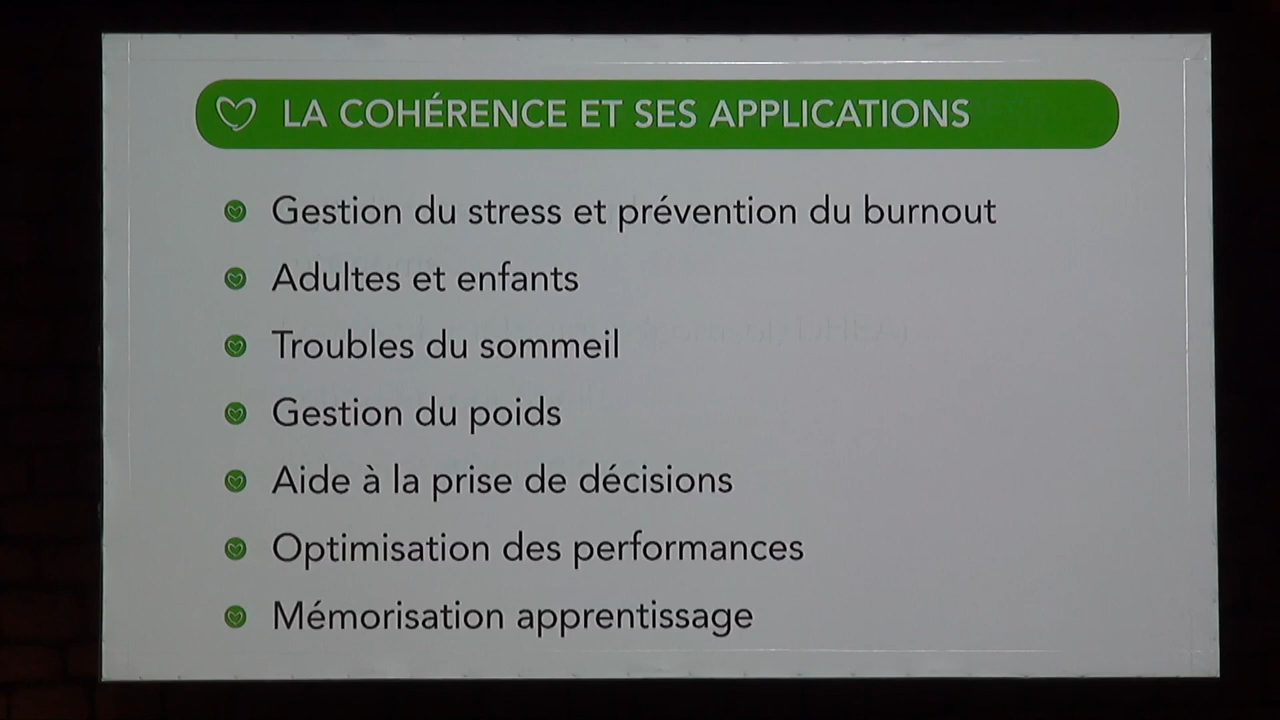 LA COHÉRENCE ET SES APPLICATIONS
Gestion du stress et prévention du burnout
Adultes et enfants
Troubles du sommeil
Gestion du poids
Aide à la prise de décisions
Optimisation des performances
Mémorisation apprentissage